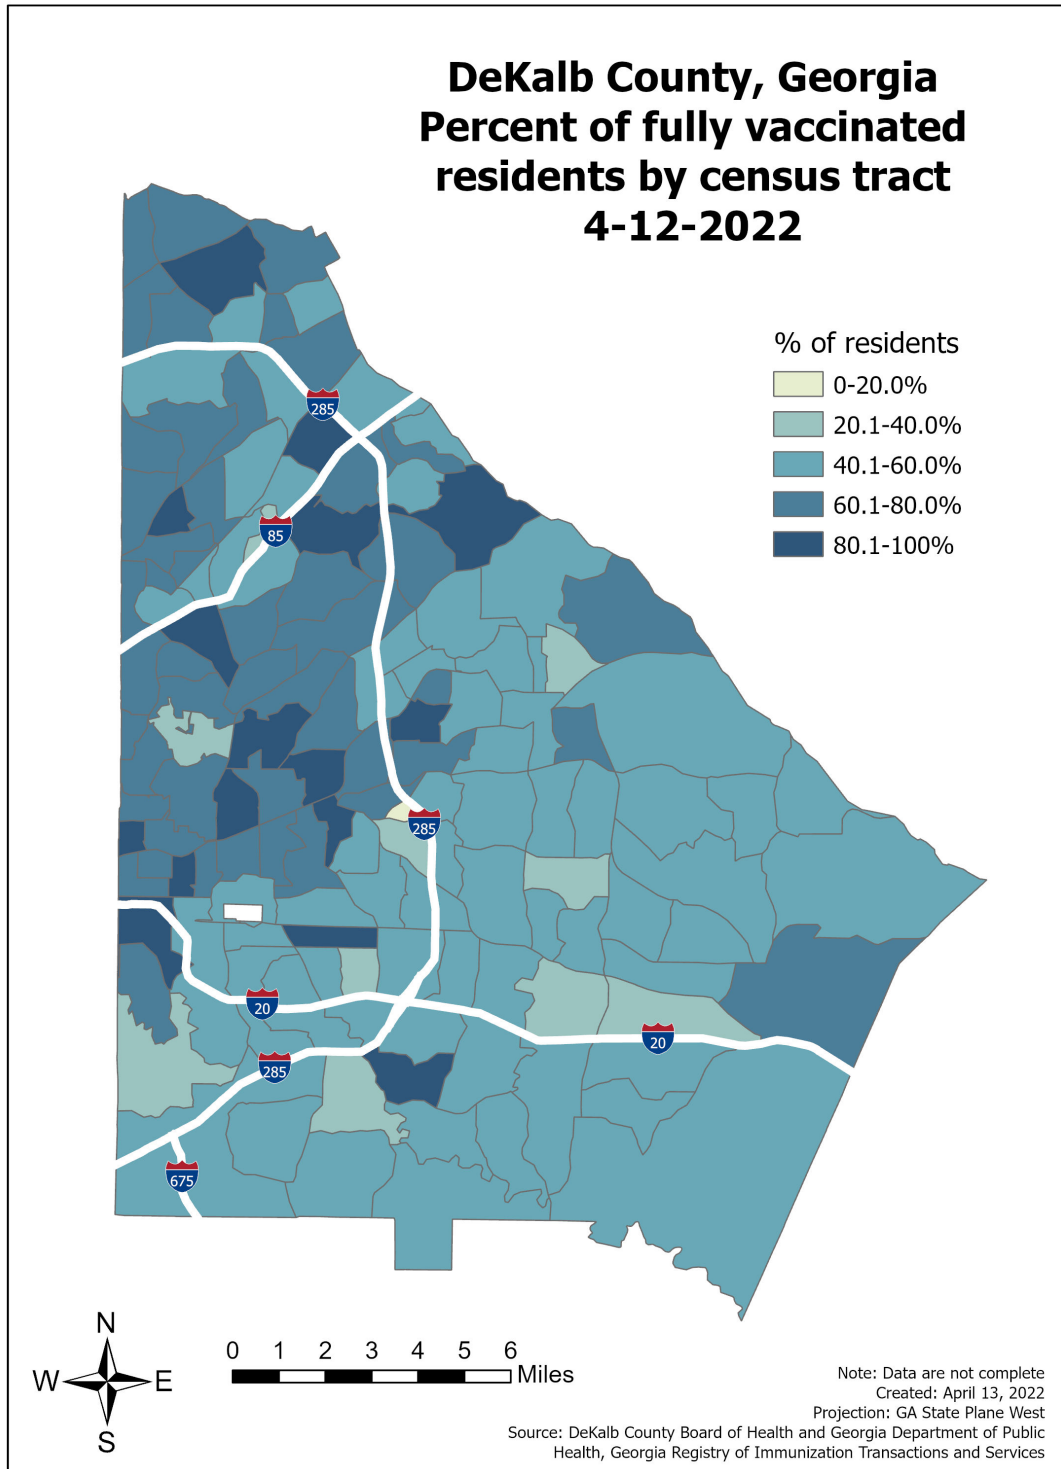 DeKalb County, Georgia
Percent of fully vaccinated
residents by census tract
4-12-2022
% of residents
0-20.0%
20.1-40.0%
40.1-60.0%
60.1-80.0%
80.1-100%
285
85
285
20
20
285
675
N
W E
S
0 1 2 3 4 5 6
Miles
Note: Data are not complete
Created: April 13, 2022
Projection: GA State Plane West
Source: DeKalb County Board of Health and Georgia Department of Public
Health, Georgia Registry of Immunization Transactions and Services